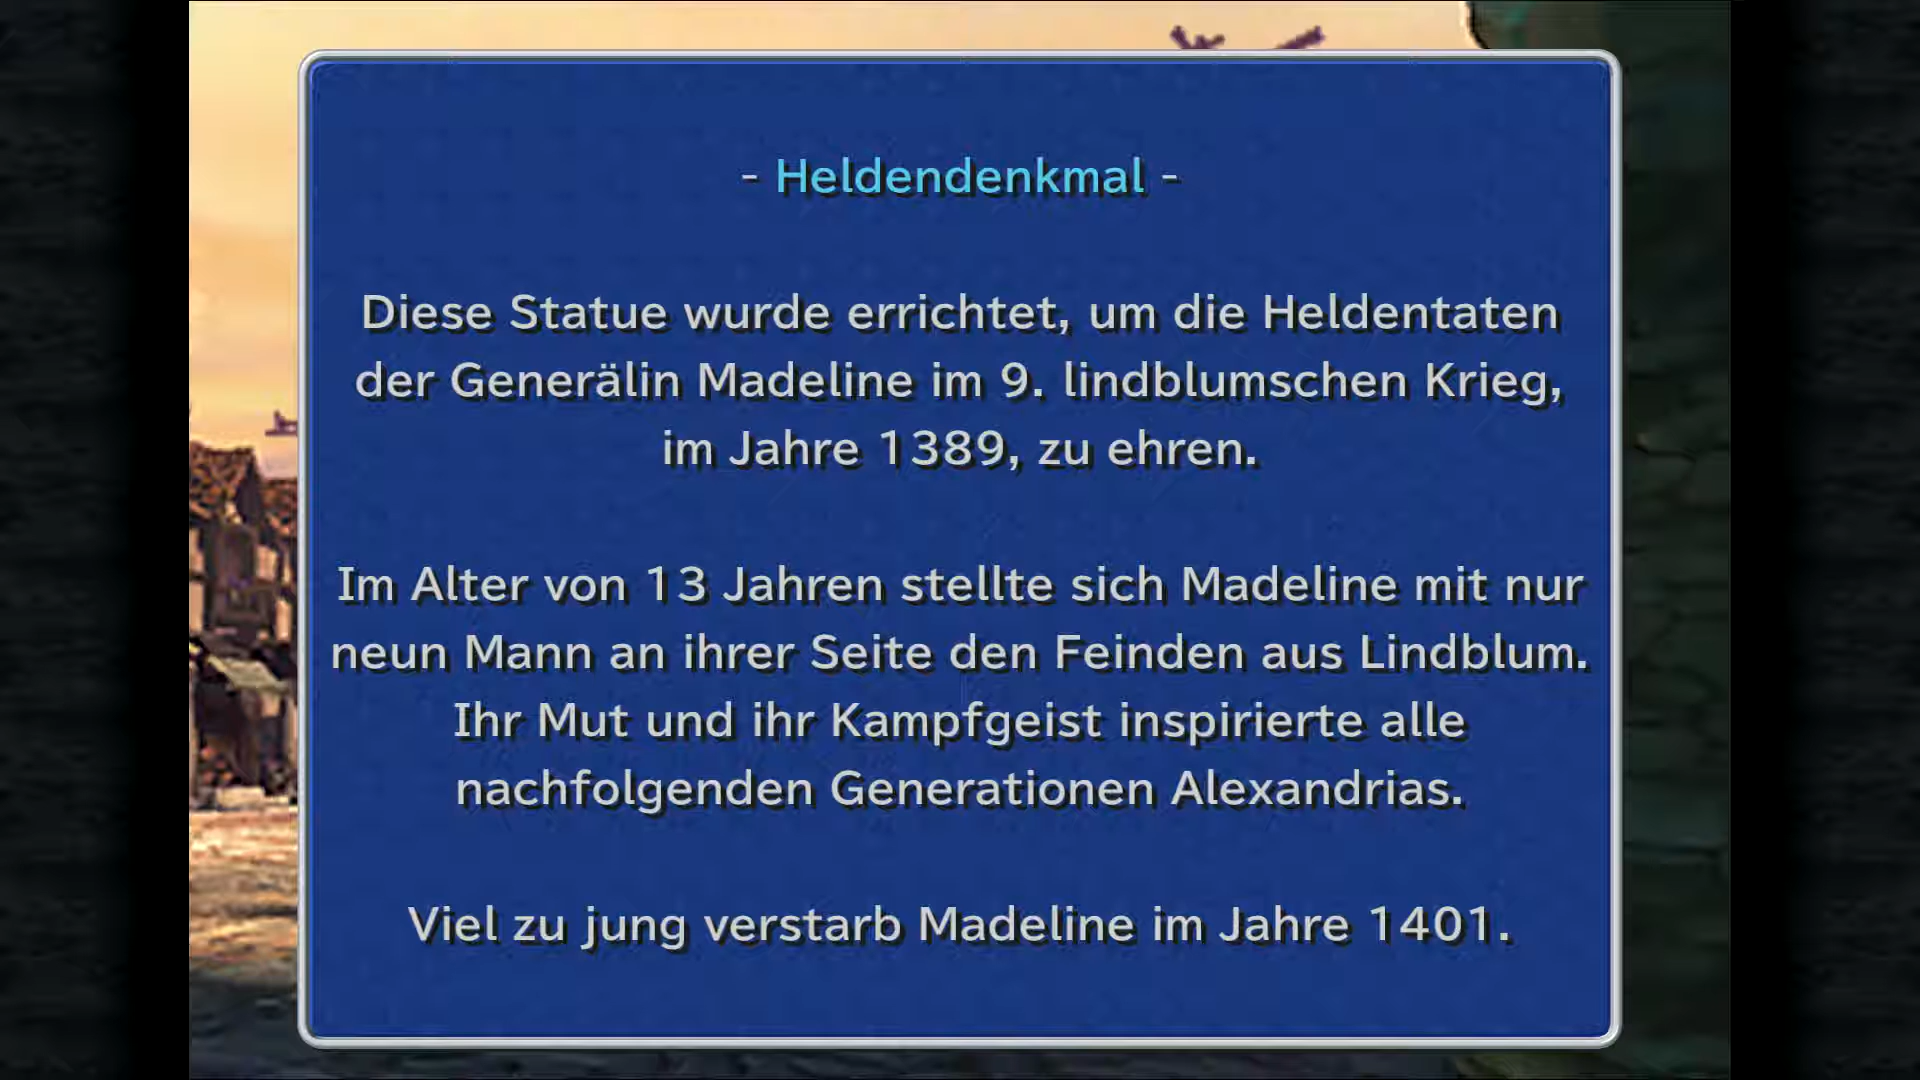 - Heldendenkmal -
Diese Statue wurde errichtet, um die Heldentaten
der Generälin Madeline im 9. lindblumschen Krieg,
im Jahre 1389, zu ehren.
Im Alter von 13 Jahren stellte sich Madeline mit nur
neun Mann an ihrer Seite den Feinden aus Lindblum.
Ihr Mut und ihr Kampfgeist inspirierte alle
nachfolgenden Generationen Alexandrias.
Viel zu jung verstarb Madeline im Jahre 1401.